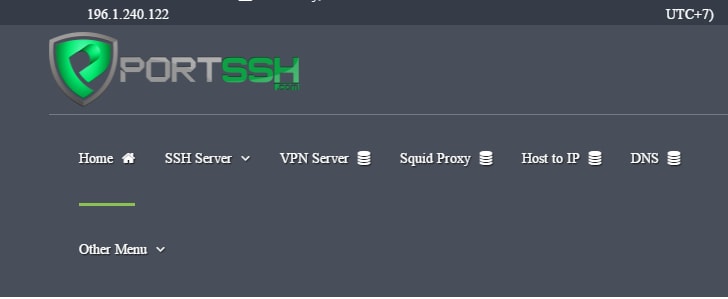 196.1.240.122 UTC+7)
PORTSSH
.com
Home SSH Server VPN Server Squid Proxy Host to IP DNS
Other Menu